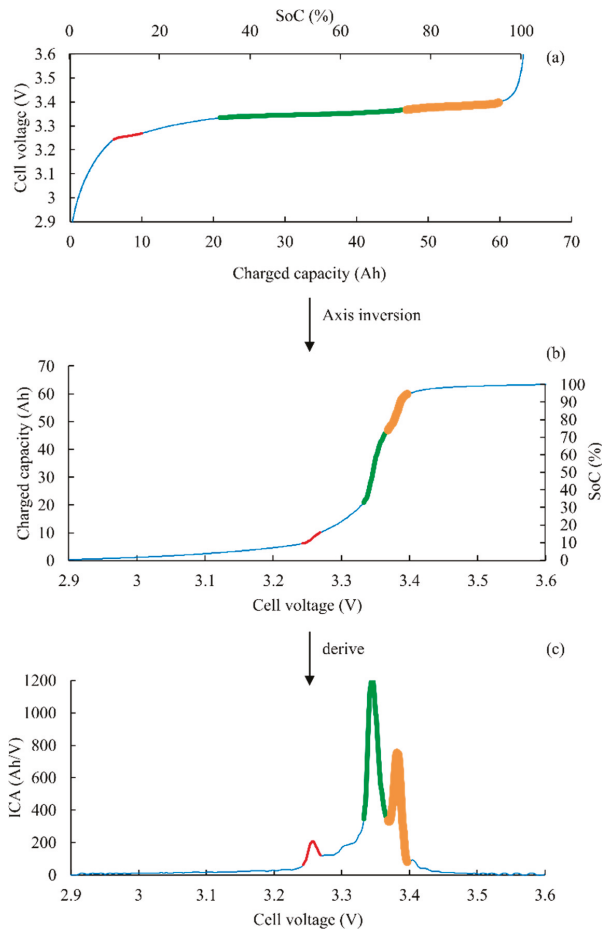 SoC (%)
0 20 40 60 80 100
(a)
3.6
3.5
3.4
3.3
3.2
3.1
3
2.9
Cell voltage (V)
0 10 20 30 40 50 60 70
Charged capacity (Ah)
Axis inversion
(b)
70
60
50
40
30
20
10
0
Charged capacity (Ah)
100
90
80
70
60
50
40
30
20
10
0
SoC (%)
2.9 3 3.1 3.2 3.3 3.4 3.5 3.6
Cell voltage (V)
derive
(c)
1200
1000
800
600
400
200
0
ICA (Ah/V)
2.9 3 3.1 3.2 3.3 3.4 3.5 3.6
Cell voltage (V)